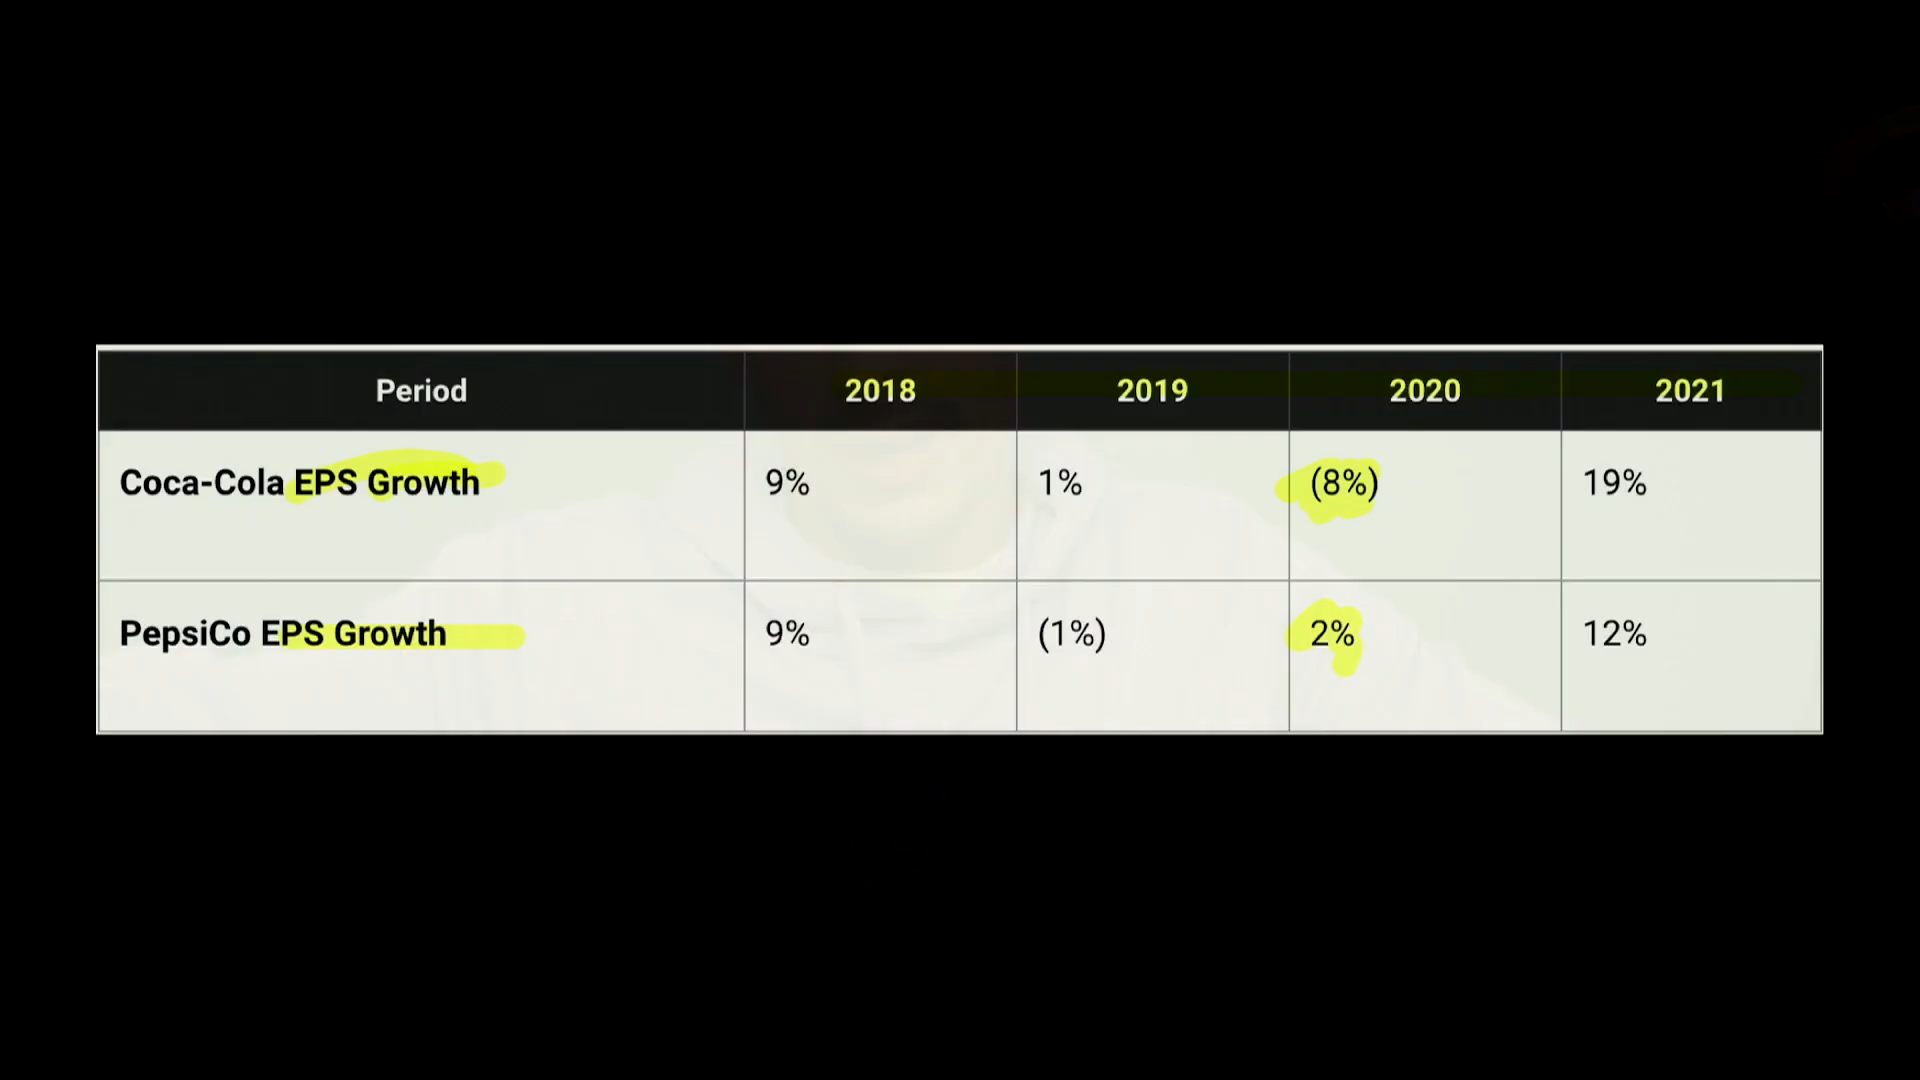 Period 2018 2019 2020 2021
Coca-Cola EPS Growth 9% 1% (8%) 19%
PepsiCo EPS Growth 9% (1%) 2% 12%